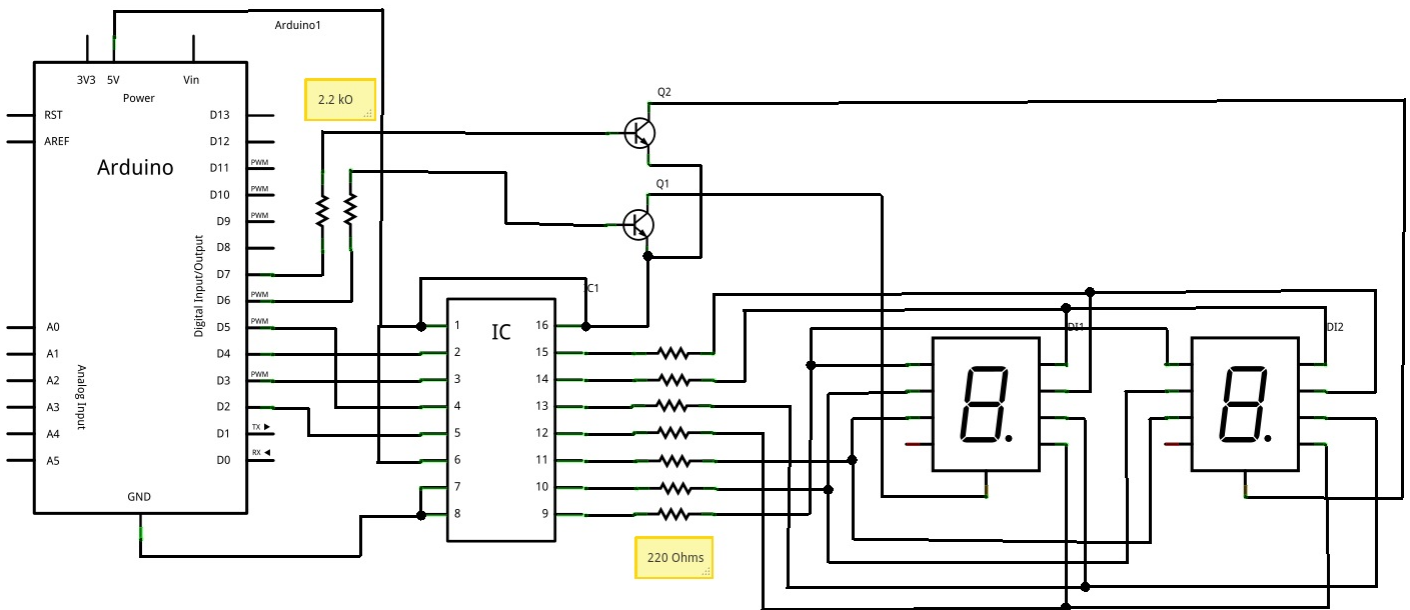 Arduino1
3V3 5V Vin
Power
2.2 kO
Q2
RST D13
AREF D12
Arduino
D11 PWM
D10 PWM
Q1
D9 PWM
D8
D7
D6 PWM
Digital Input/Output
A0 D5 PWM
A1 D4
A2 D3 PWM
A3 D2
A4 D1 TX
A5 D0 RX
Analog Input
GND
IC1
IC
1 16
2 15
3 14
4 13
5 12
6 11
7 10
8 9
220 Ohms
DI1
DI2